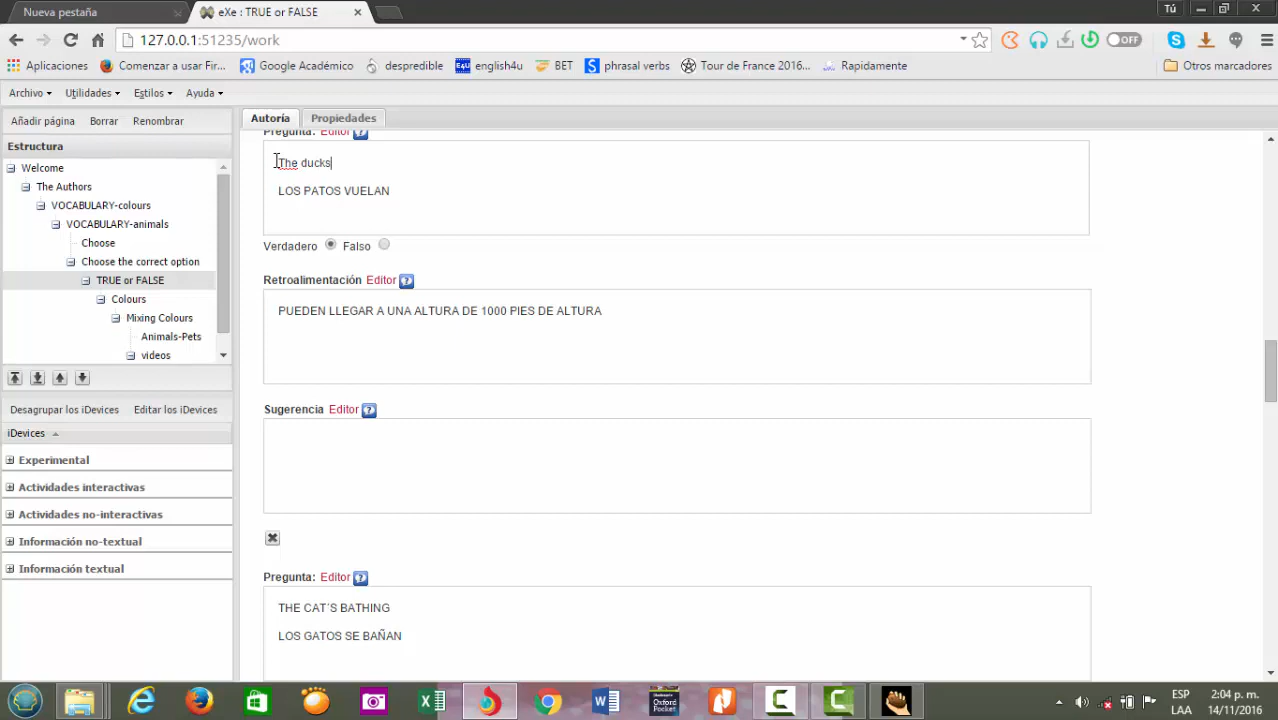 Nueva pestaña
eXe : TRUE or FALSE
Tú
127.0.0.1:51235/work
OFF
Aplicaciones
Comenzar a usar Fir...
Google Académico
despredible
E4U
english4u
BET
S
phrasal verbs
Tour de France 2016...
Rapidamente
Otros marcadores
Archivo
Utilidades
Estilos
Ayuda
Añadir página
Borrar
Renombrar
Autoría
Propiedades
Estructura
Welcome
The Authors
VOCABULARY-colours
VOCABULARY-animals
Choose
Choose the correct option
TRUE or FALSE
Colours
Mixing Colours
Animals-Pets
videos
Desagrupar los iDevices
Editar los iDevices
iDevices
Experimental
Actividades interactivas
Actividades no-interactivas
Información no-textual
Información textual
Pregunta: Editor ?
The ducks
LOS PATOS VUELAN
Verdadero
Falso
Retroalimentación Editor ?
PUEDEN LLEGAR A UNA ALTURA DE 1000 PIES DE ALTURA
Sugerencia Editor ?
Pregunta: Editor ?
THE CAT´S BATHING
LOS GATOS SE BAÑAN
Oxford
Pocket
ESP
LAA
2:04 p. m.
14/11/2016